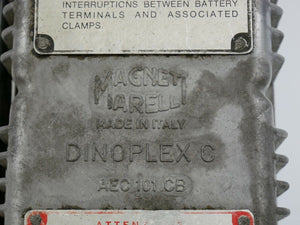 INTERRUPTIONS BETWEEN BATTERY
TERMINALS AND ASSOCIATED
CLAMPS.
MAGNETI
MARELLI
MADE IN ITALY
DINOPLEX C
AEC 101 CB